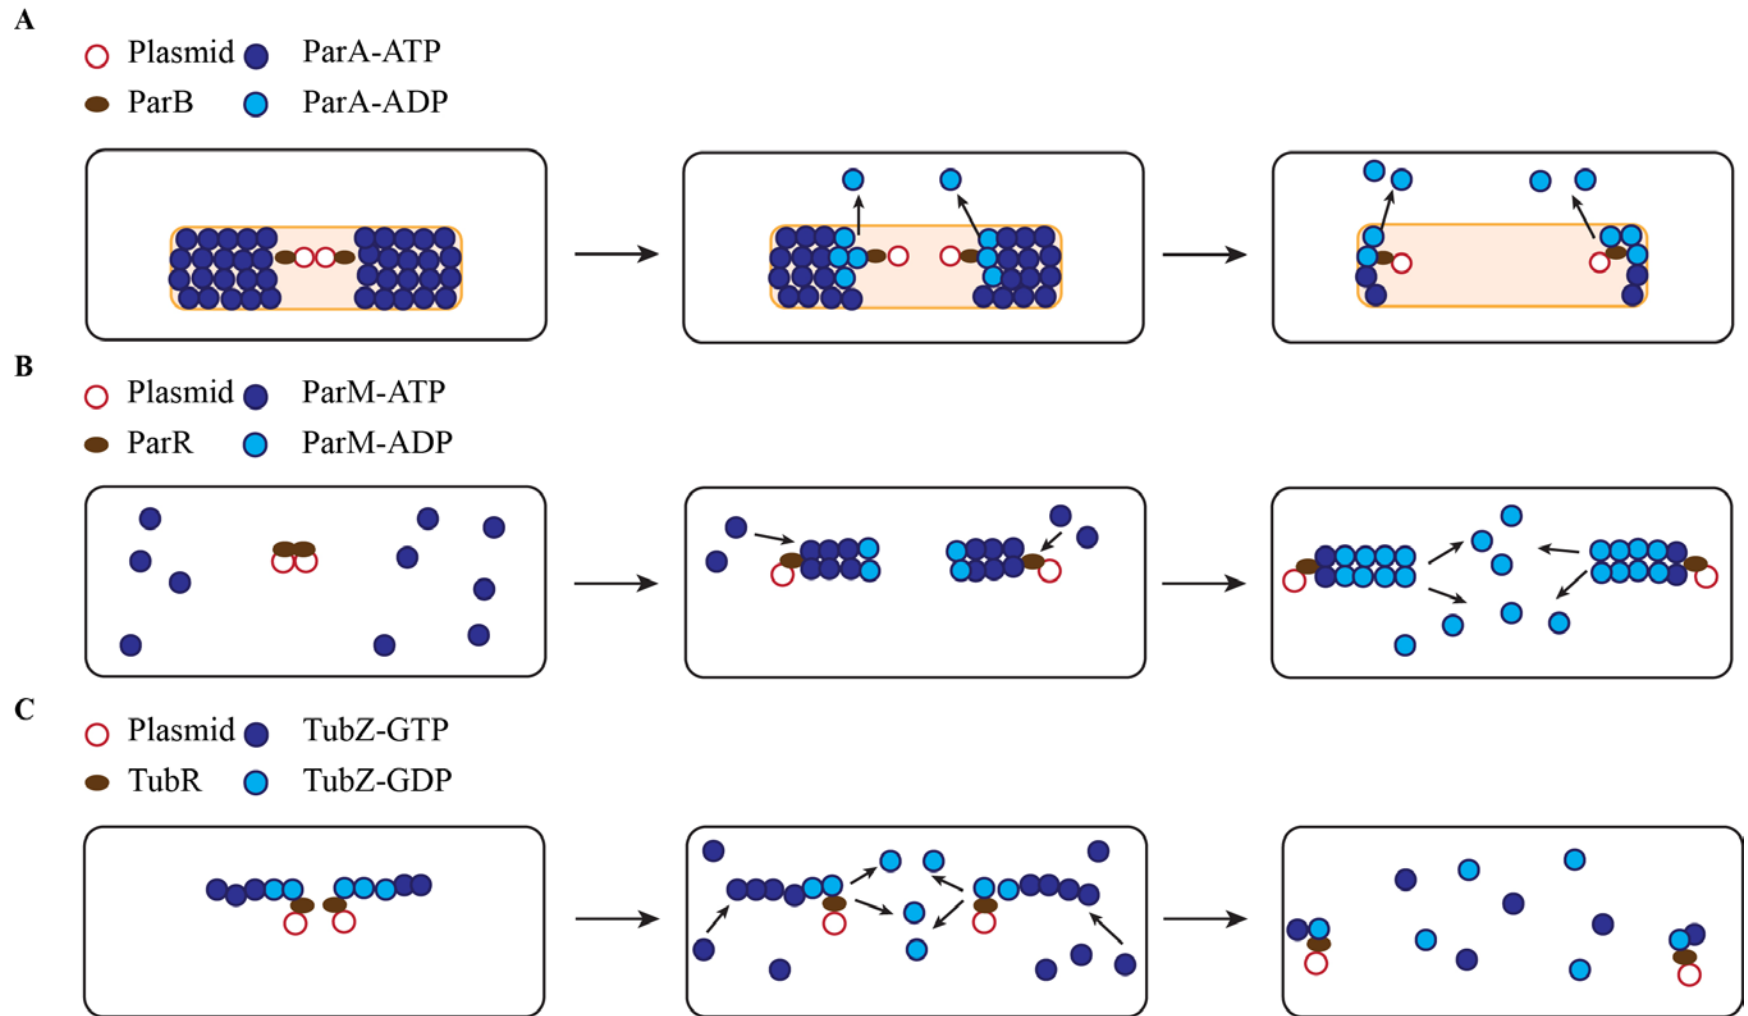 A
Plasmid ParA-ATP
ParB ParA-ADP
B
Plasmid ParM-ATP
ParR ParM-ADP
C
Plasmid TubZ-GTP
TubR TubZ-GDP